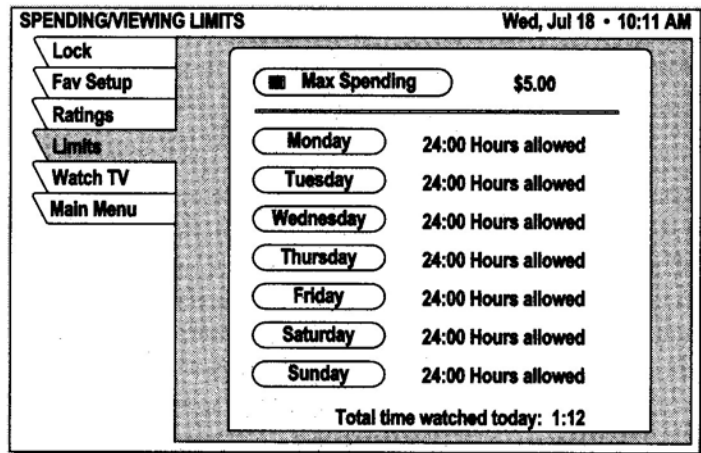 SPENDING/VIEWING LIMITS Wed, Jul 18 • 10:11 AM
Lock
Fav Setup
Ratings
Limits
Watch TV
Main Menu
Max Spending $5.00
Monday 24:00 Hours allowed
Tuesday 24:00 Hours allowed
Wednesday 24:00 Hours allowed
Thursday 24:00 Hours allowed
Friday 24:00 Hours allowed
Saturday 24:00 Hours allowed
Sunday 24:00 Hours allowed
Total time watched today: 1:12